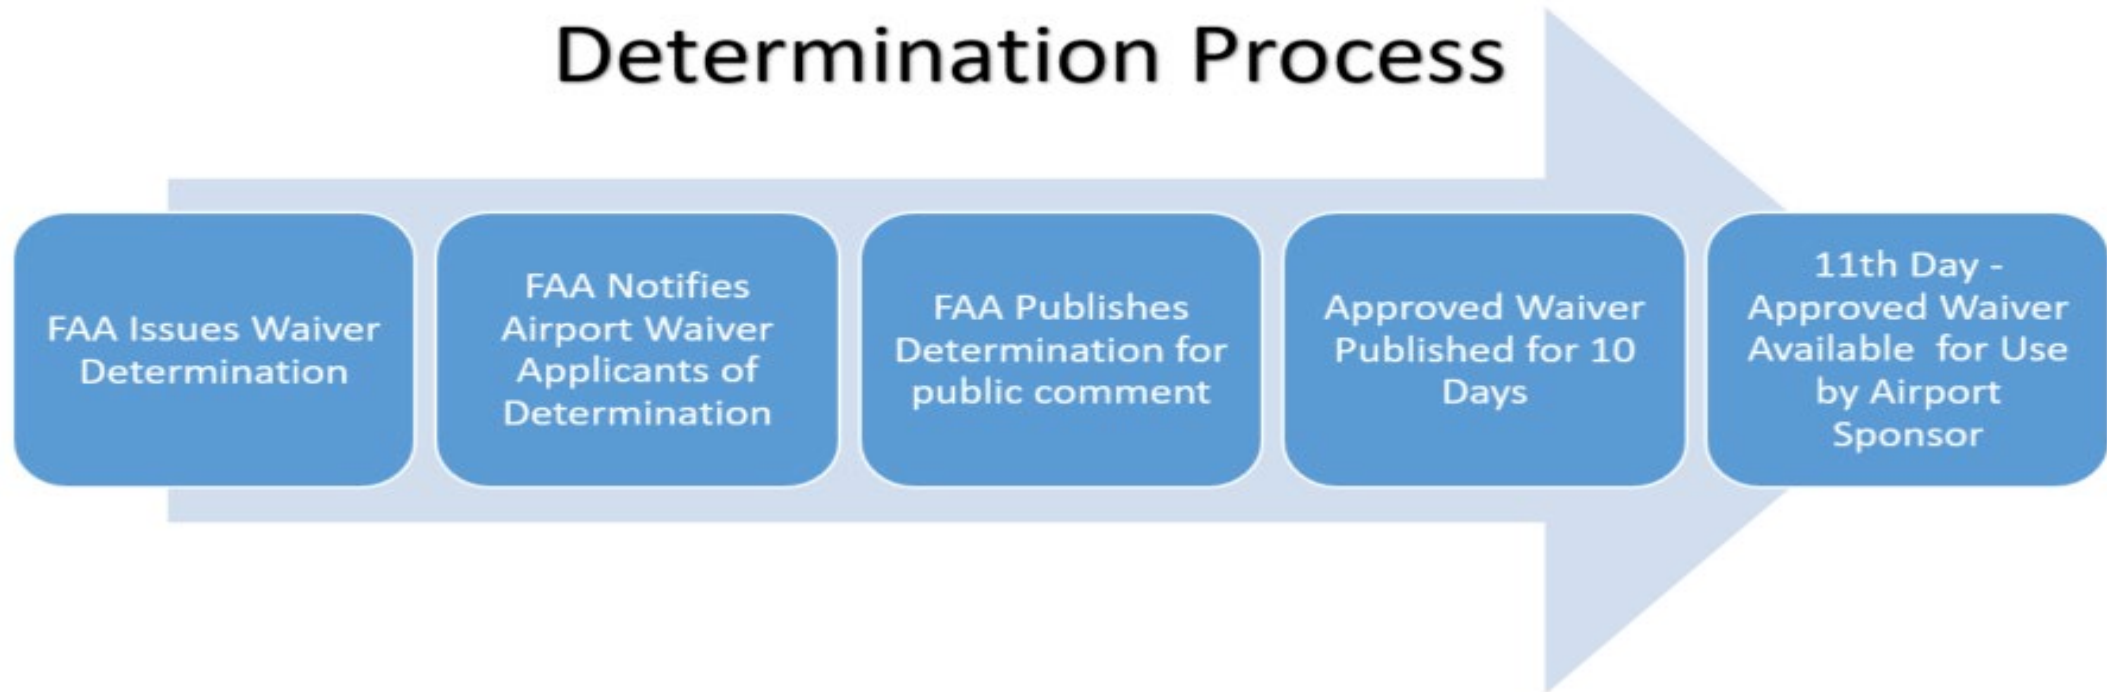 Determination Process
FAA Issues Waiver
Determination
FAA Notifies
Airport Waiver
Applicants of
Determination
FAA Publishes
Determination for
public comment
Approved Waiver
Published for 10
Days
11th Day -
Approved Waiver
Available for Use
by Airport
Sponsor